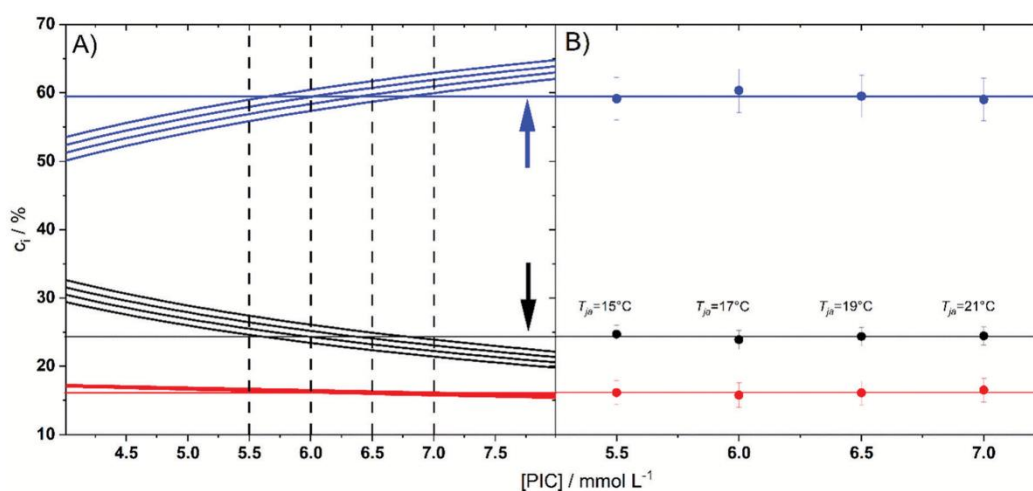 A)
B)
70
60
50
40
30
20
10
c_i / %
T_ja=15°C
T_ja=17°C
T_ja=19°C
T_ja=21°C
4.5 5.0 5.5 6.0 6.5 7.0 7.5
5.5 6.0 6.5 7.0
[PIC] / mmol L⁻¹